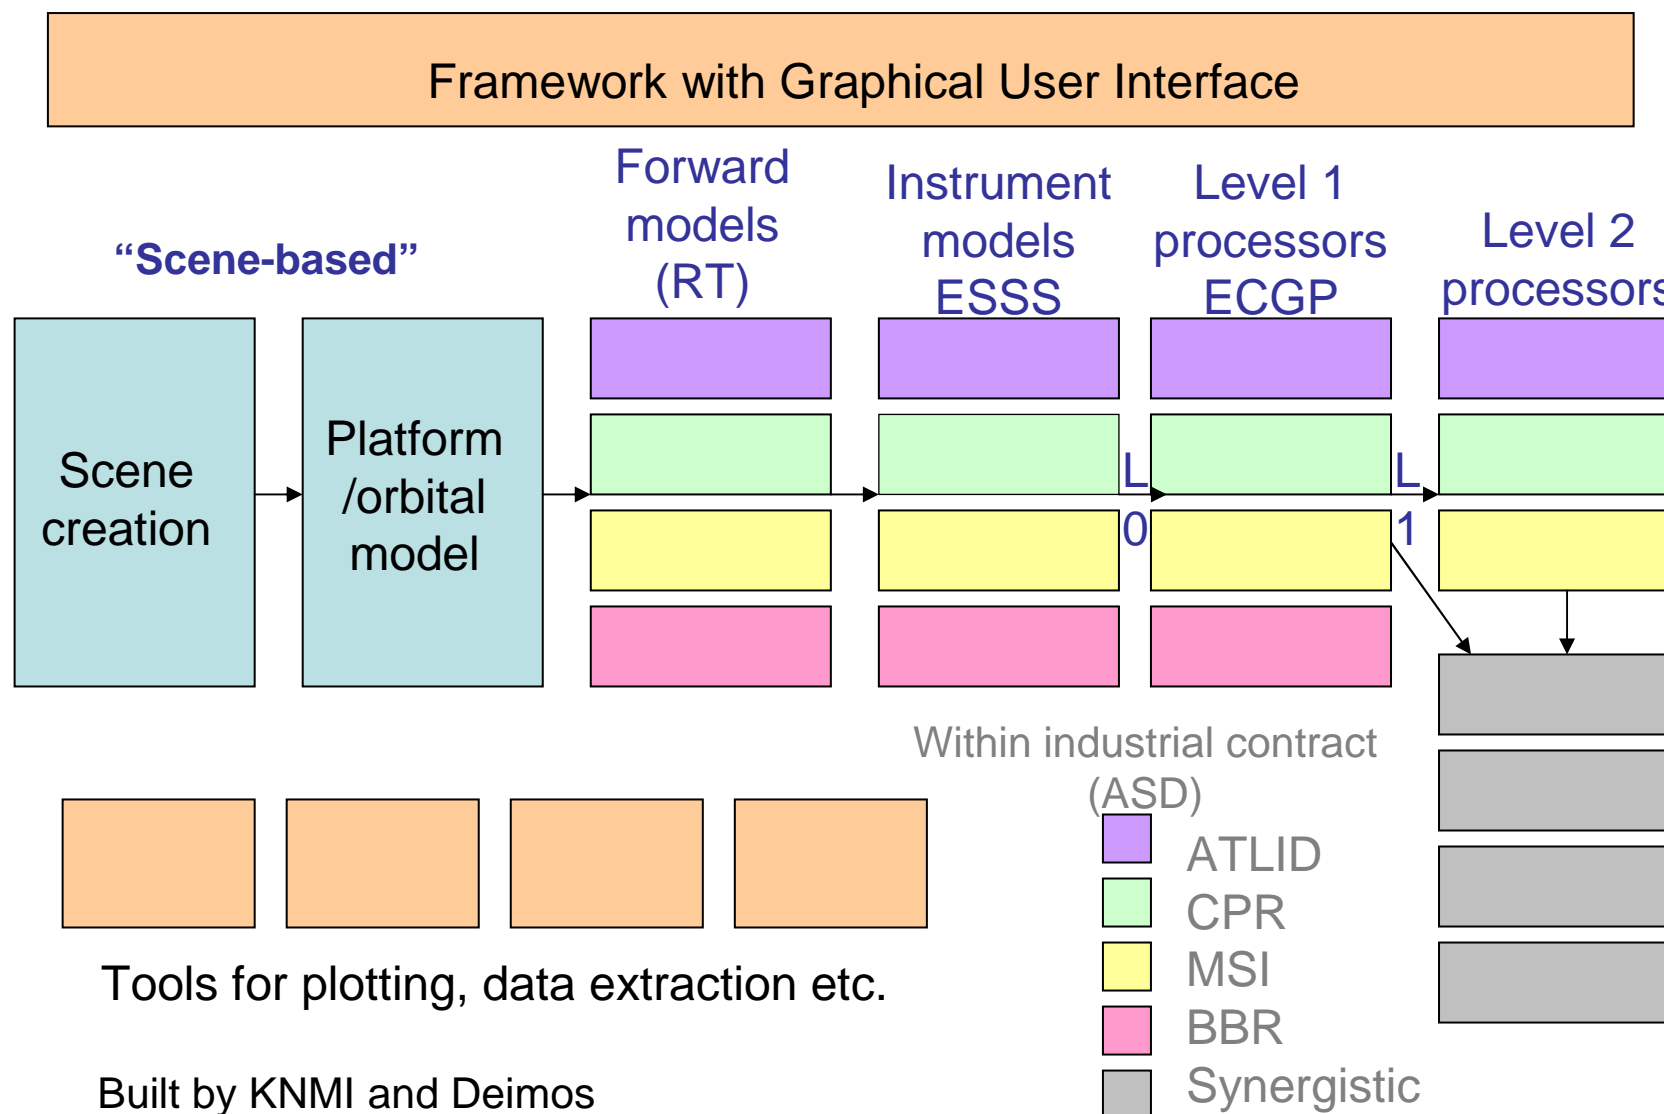 Framework with Graphical User Interface
“Scene-based”
Forward
models
(RT)
Instrument
models
ESSS
Level 1
processors
ECGP
Level 2
processors
Scene
creation
Platform
/orbital
model
L
0
L
1
Within industrial contract
(ASD)
ATLID
CPR
MSI
BBR
Synergistic
Tools for plotting, data extraction etc.
Built by KNMI and Deimos